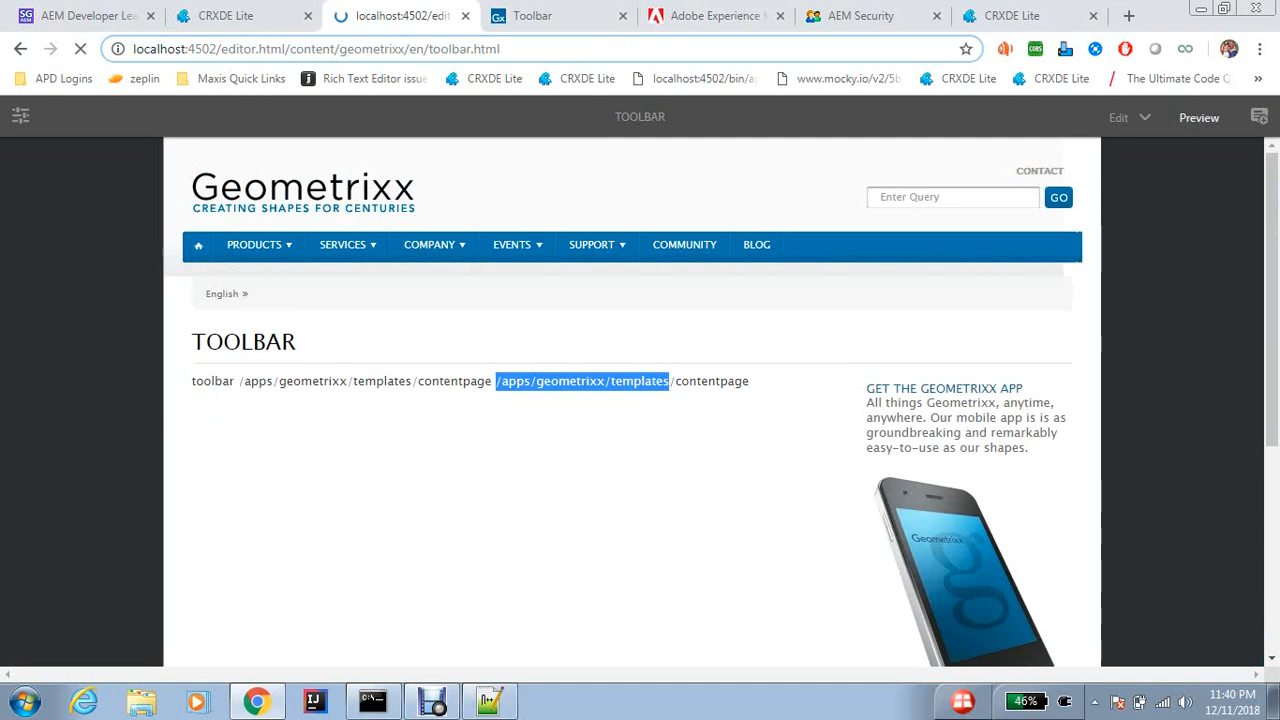 AEM Developer Lea
CRXDE Lite
localhost:4502/edit
Toolbar
Adobe Experience M
AEM Security
CRXDE Lite
localhost:4502/editor.html/content/geometrixx/en/toolbar.html
APD Logins
zeplin
Maxis Quick Links
Rich Text Editor issue
CRXDE Lite
CRXDE Lite
localhost:4502/bin/a
www.mocky.io/v2/5b
CRXDE Lite
CRXDE Lite
The Ultimate Code Q
TOOLBAR
Edit
Preview
CONTACT
Geometrixx
CREATING SHAPES FOR CENTURIES
Enter Query
GO
PRODUCTS
SERVICES
COMPANY
EVENTS
SUPPORT
COMMUNITY
BLOG
English »
TOOLBAR
toolbar /apps/geometrixx/templates/contentpage /apps/geometrixx/templates/contentpage
GET THE GEOMETRIXX APP
All things Geometrixx, anytime,
anywhere. Our mobile app is is as
groundbreaking and remarkably
easy-to-use as our shapes.
Geometrixx
g
46%
11:40 PM
12/11/2018